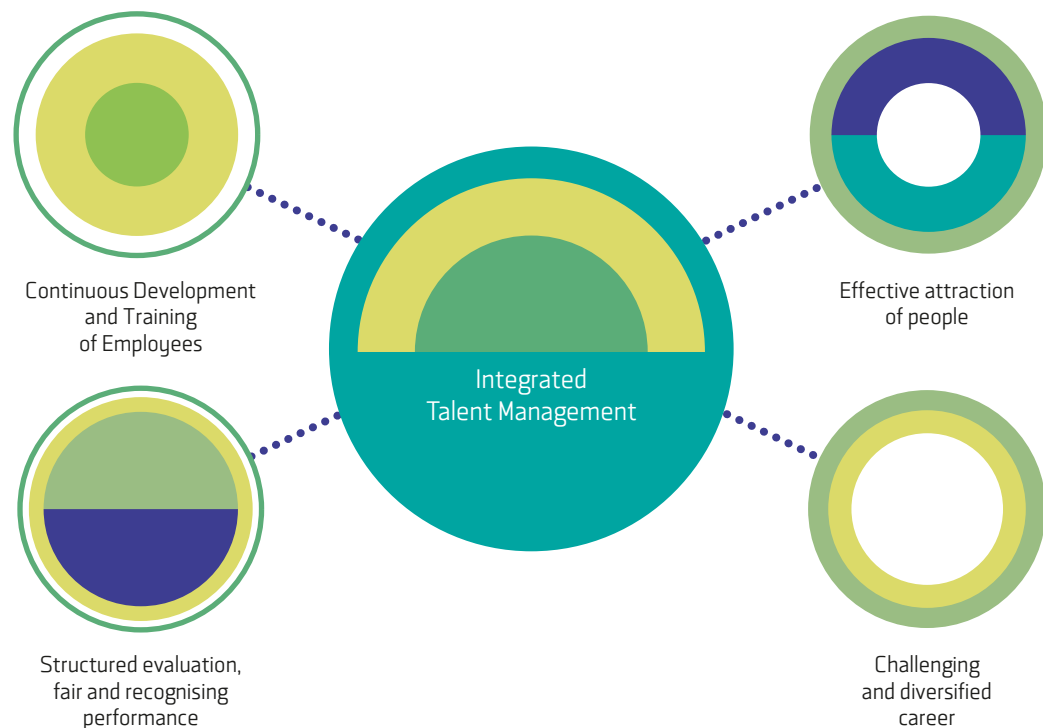 Continuous Development
and Training
of Employees
Effective attraction
of people
Integrated
Talent Management
Structured evaluation,
fair and recognising
performance
Challenging
and diversified
career